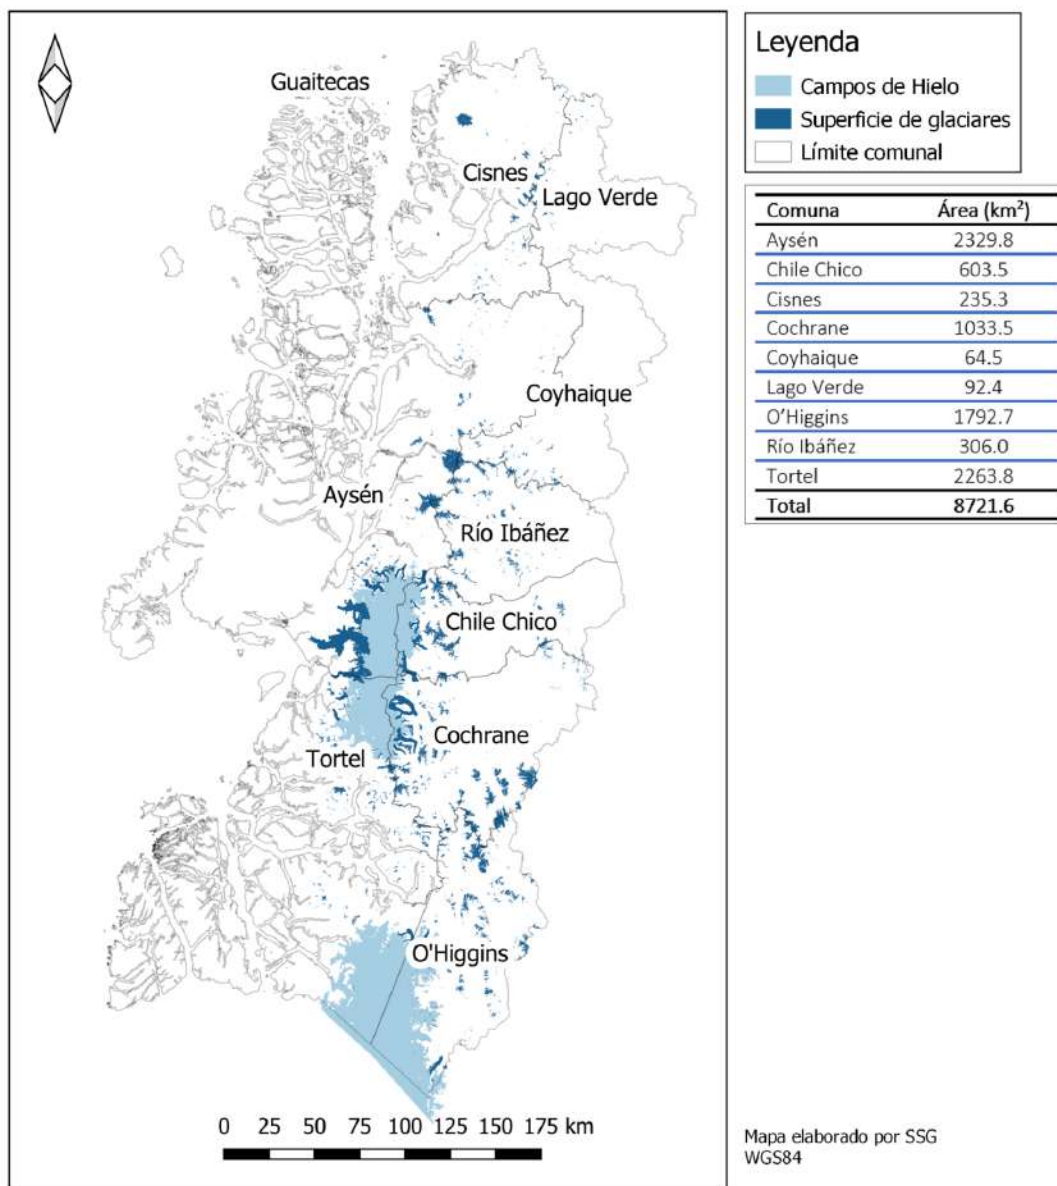 Guaitecas
Cisnes
Lago Verde
Coyhaique
Aysén
Río Ibáñez
Chile Chico
Cochrane
Tortel
O'Higgins
0 25 50 75 100 125 150 175 km
Leyenda
Campos de Hielo
Superficie de glaciares
Límite comunal
Comuna Área (km²)
Aysén 2329.8
Chile Chico 603.5
Cisnes 235.3
Cochrane 1033.5
Coyhaique 64.5
Lago Verde 92.4
O’Higgins 1792.7
Río Ibáñez 306.0
Tortel 2263.8
Total 8721.6
Mapa elaborado por SSG
WGS84